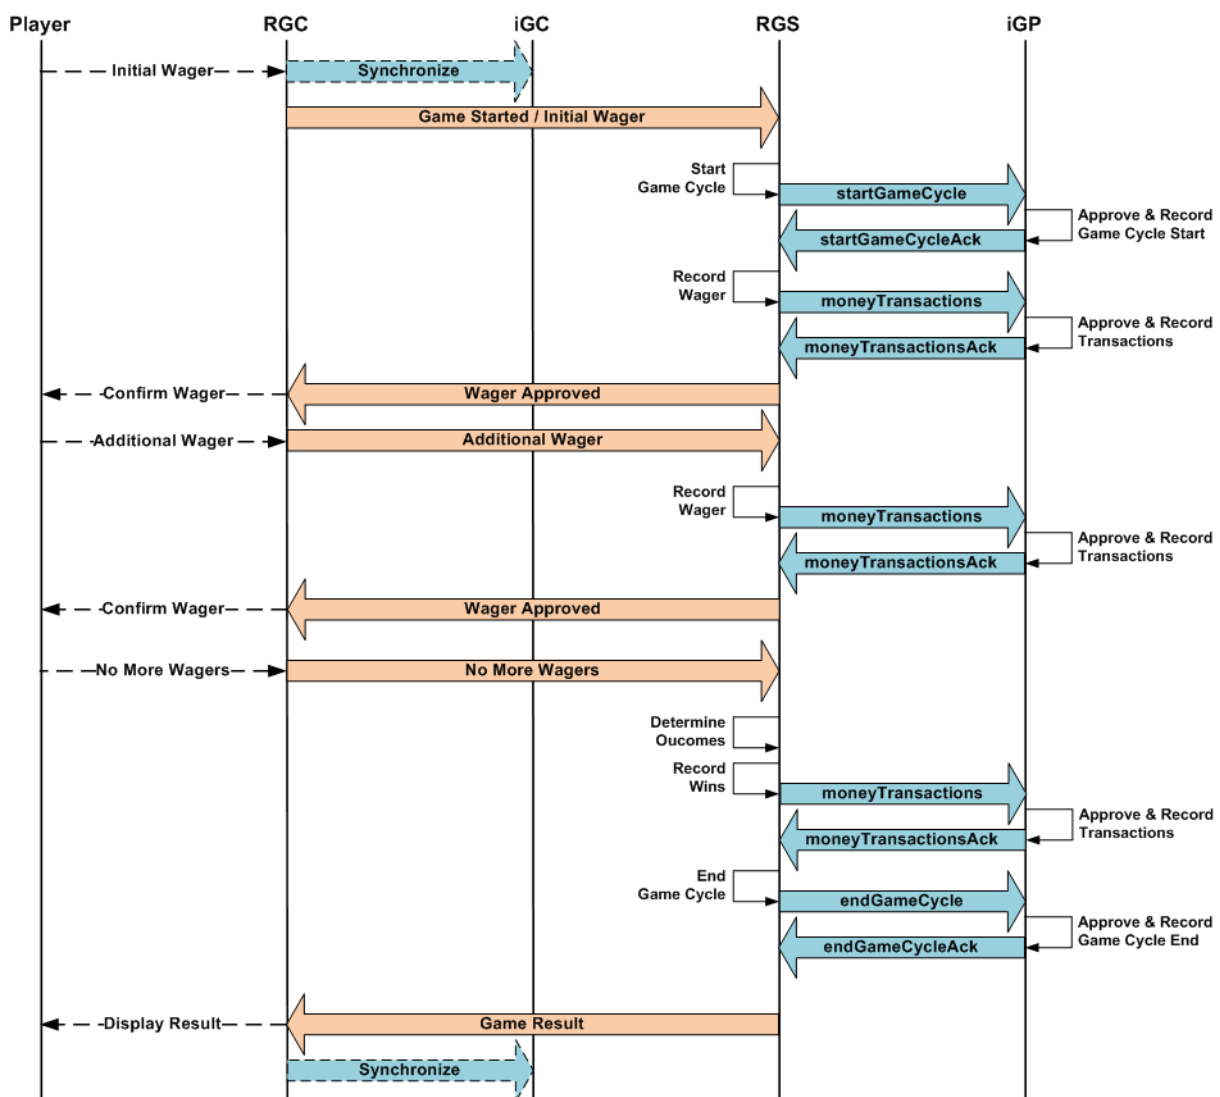 Player RGC iGC RGS iGP
Initial Wager Synchronize
Game Started / Initial Wager
Start
Game Cycle
startGameCycle
Approve & Record
Game Cycle Start
startGameCycleAck
Record
Wager
moneyTransactions
Approve & Record
Transactions
moneyTransactionsAck
Confirm Wager Wager Approved
Additional Wager Additional Wager
Record
Wager
moneyTransactions
Approve & Record
Transactions
moneyTransactionsAck
Confirm Wager Wager Approved
No More Wagers No More Wagers
Determine
Oucomes
Record
Wins
moneyTransactions
Approve & Record
Transactions
moneyTransactionsAck
End
Game Cycle
endGameCycle
Approve & Record
Game Cycle End
endGameCycleAck
Display Result Game Result
Synchronize